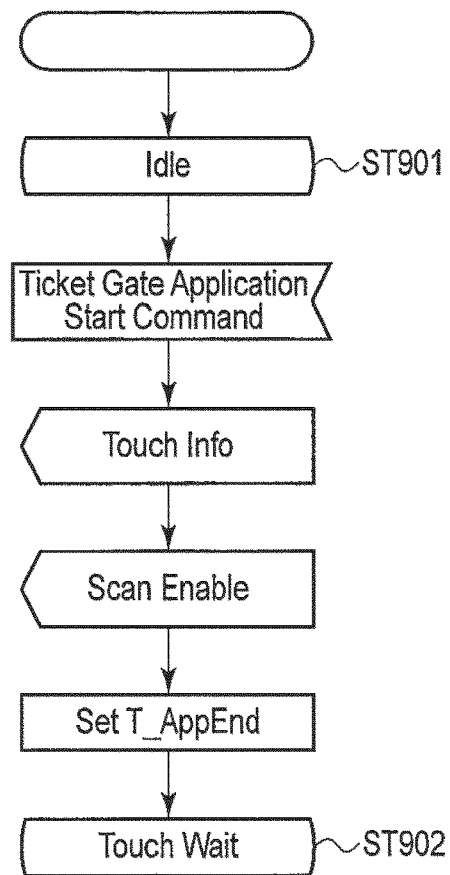 Idle
ST901
Ticket Gate Application
Start Command
Touch Info
Scan Enable
Set T_AppEnd
Touch Wait
ST902